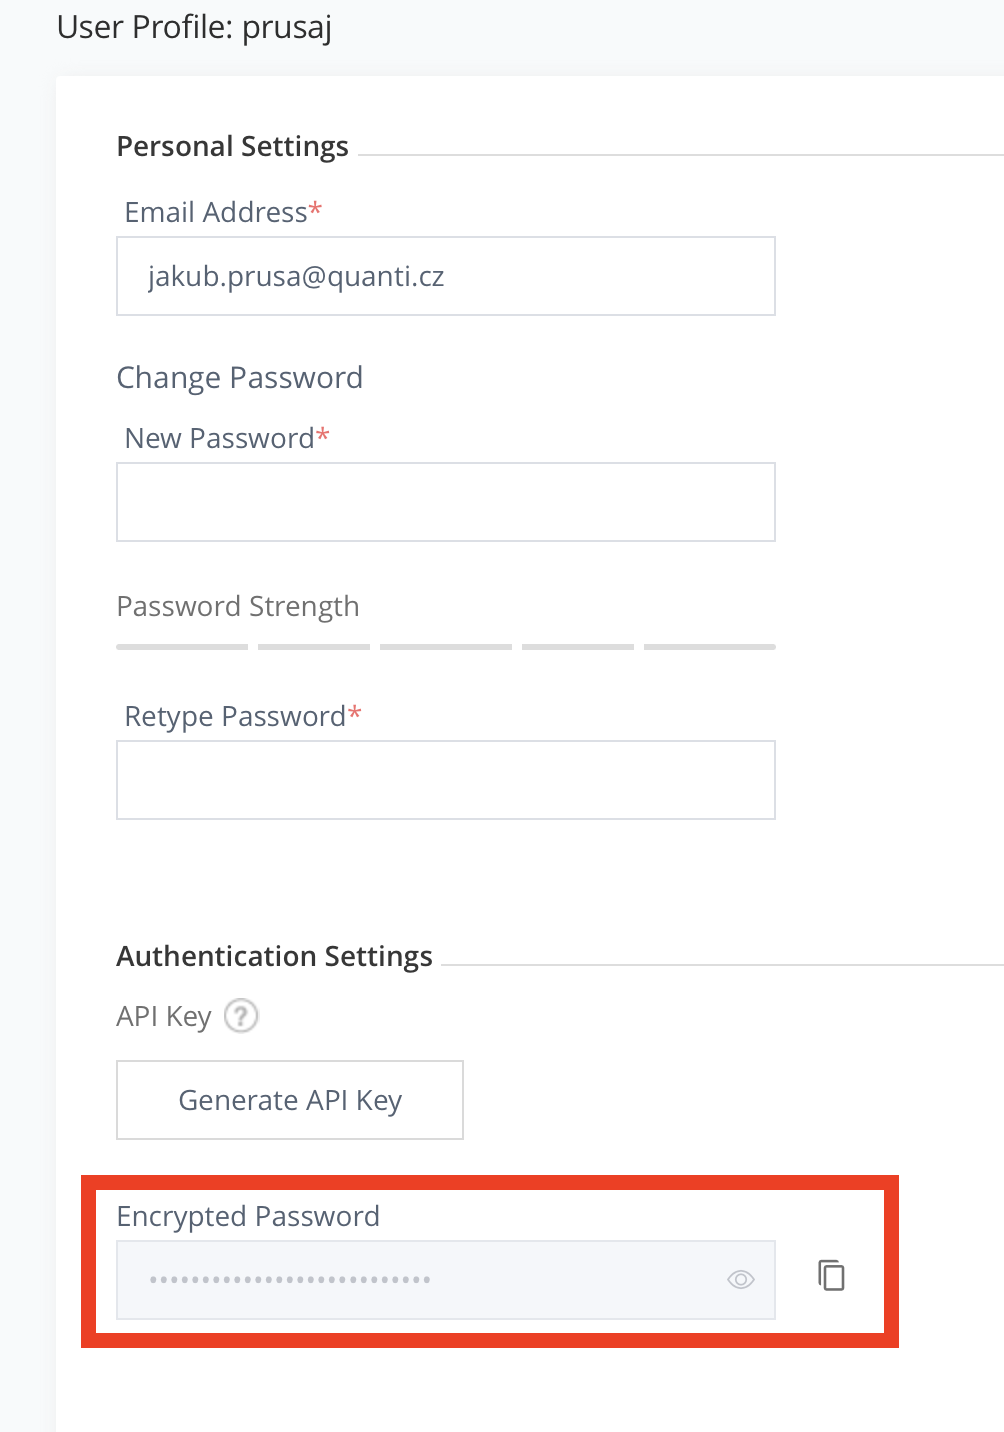 User Profile: prusaj
Personal Settings
Email Address*
jakub.prusa@quanti.cz
Change Password
New Password*
Password Strength
Retype Password*
Authentication Settings
API Key ?
Generate API Key
Encrypted Password
•••••••••••••••••••••••••••